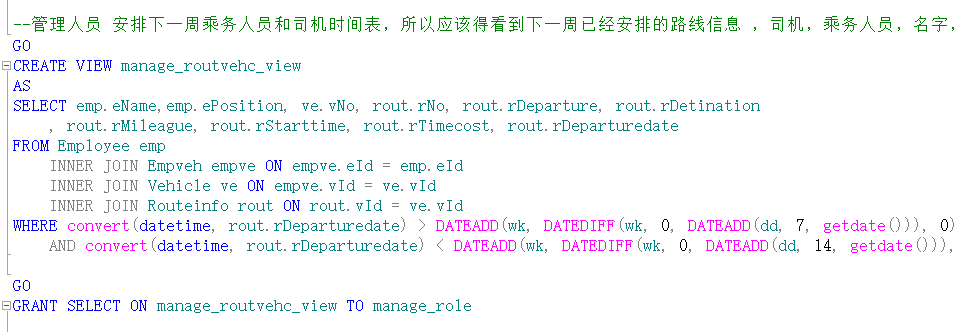 --管理人员 安排下一周乘务人员和司机时间表，所以应该得看到下一周已经安排的路线信息 ，司机，乘务人员，名字，
GO
CREATE VIEW manage_routvehc_view
AS
SELECT emp.eName,emp.ePosition, ve.vNo, rout.rNo, rout.rDeparture, rout.rDetination
, rout.rMileague, rout.rStarttime, rout.rTimecost, rout.rDeparturedate
FROM Employee emp
INNER JOIN Empveh empve ON empve.eId = emp.eId
INNER JOIN Vehicle ve ON empve.vId = ve.vId
INNER JOIN Routeinfo rout ON rout.vId = ve.vId
WHERE convert(datetime, rout.rDeparturedate) > DATEADD(wk, DATEDIFF(wk, 0, DATEADD(dd, 7, getdate())), 0)
AND convert(datetime, rout.rDeparturedate) < DATEADD(wk, DATEDIFF(wk, 0, DATEADD(dd, 14, getdate())),
GO
GRANT SELECT ON manage_routvehc_view TO manage_role